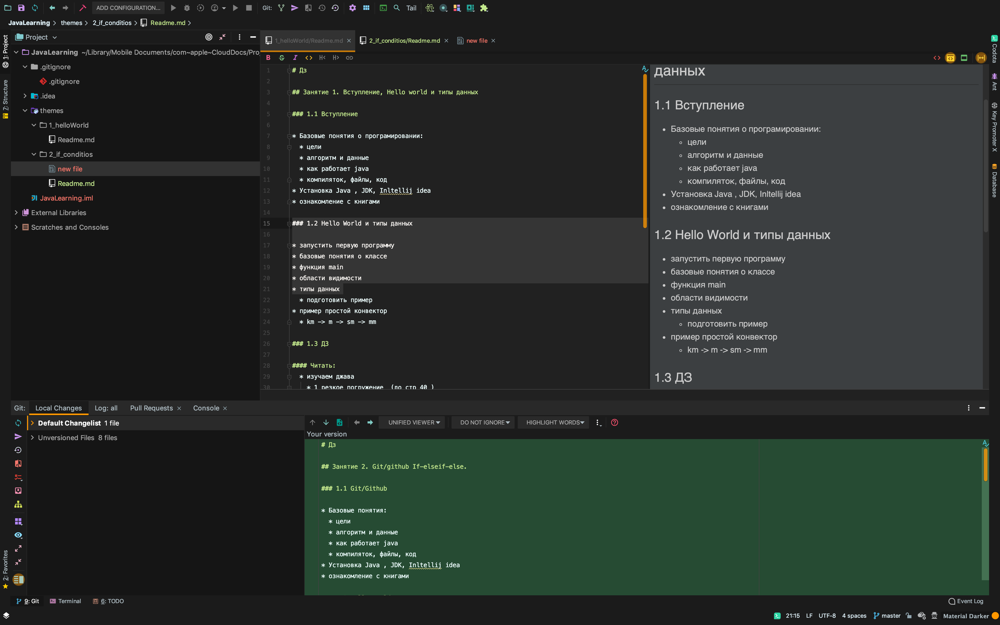 ADD CONFIGURATION...
Git:
Tail
JavaLearning
themes
2_if_conditios
Readme.md
1: Project
7: Structure
2: Favorites
Project
JavaLearning ~/Library/Mobile Documents/com~apple~CloudDocs/Pro
.gitignore
.gitignore
.idea
themes
1_helloWorld
Readme.md
2_if_conditios
new file
Readme.md
JavaLearning.iml
External Libraries
Scratches and Consoles
1_helloWorld/Readme.md
2_if_conditios/Readme.md
new file
B S I <> H< H>
1 # Дз
2
3 ## Занятие 1. Вступление, Hello world и типы данных
4
5 ### 1.1 Вступление
6
7 * Базовые понятия о програмировании:
8 * цели
9 * алгоритм и данные
10 * как работает java
11 * компиляток, файлы, код
12 * Установка Java , JDK, Inltellij idea
13 * ознакомление с книгами
14
15 ### 1.2 Hello World и типы данных
16
17 * запустить первую программу
18 * базовые понятия о классе
19 * функция main
20 * области видимости
21 * типы данных
22 * подготовить пример
23 * пример простой конвектор
24 * km -> m -> sm -> mm
25
26 ### 1.3 ДЗ
27
28 #### Читать:
29 * изучаем джава
30 * 1 резкое погружение (до стр 40 )
данных
1.1 Вступление
• Базовые понятия о програмировании:
◦ цели
◦ алгоритм и данные
◦ как работает java
◦ компиляток, файлы, код
• Установка Java , JDK, Inltellij idea
• ознакомление с книгами
1.2 Hello World и типы данных
• запустить первую программу
• базовые понятия о классе
• функция main
• области видимости
• типы данных
◦ подготовить пример
• пример простой конвектор
◦ km -> m -> sm -> mm
1.3 ДЗ
Codota
Ant
Key Promoter X
Database
Git:
Local Changes
Log: all
Pull Requests
Console
Default Changelist 1 file
Unversioned Files 8 files
UNIFIED VIEWER
DO NOT IGNORE
HIGHLIGHT WORDS
Your version
# Дз
## Занятие 2. Git/github If-elseif-else.
### 1.1 Git/Github
* Базовые понятия:
* цели
* алгоритм и данные
* как работает java
* компиляток, файлы, код
* Установка Java , JDK, Inltellij idea
* ознакомление с книгами
9: Git
Terminal
6: TODO
Event Log
21:15
LF
UTF-8
4 spaces
master
Material Darker